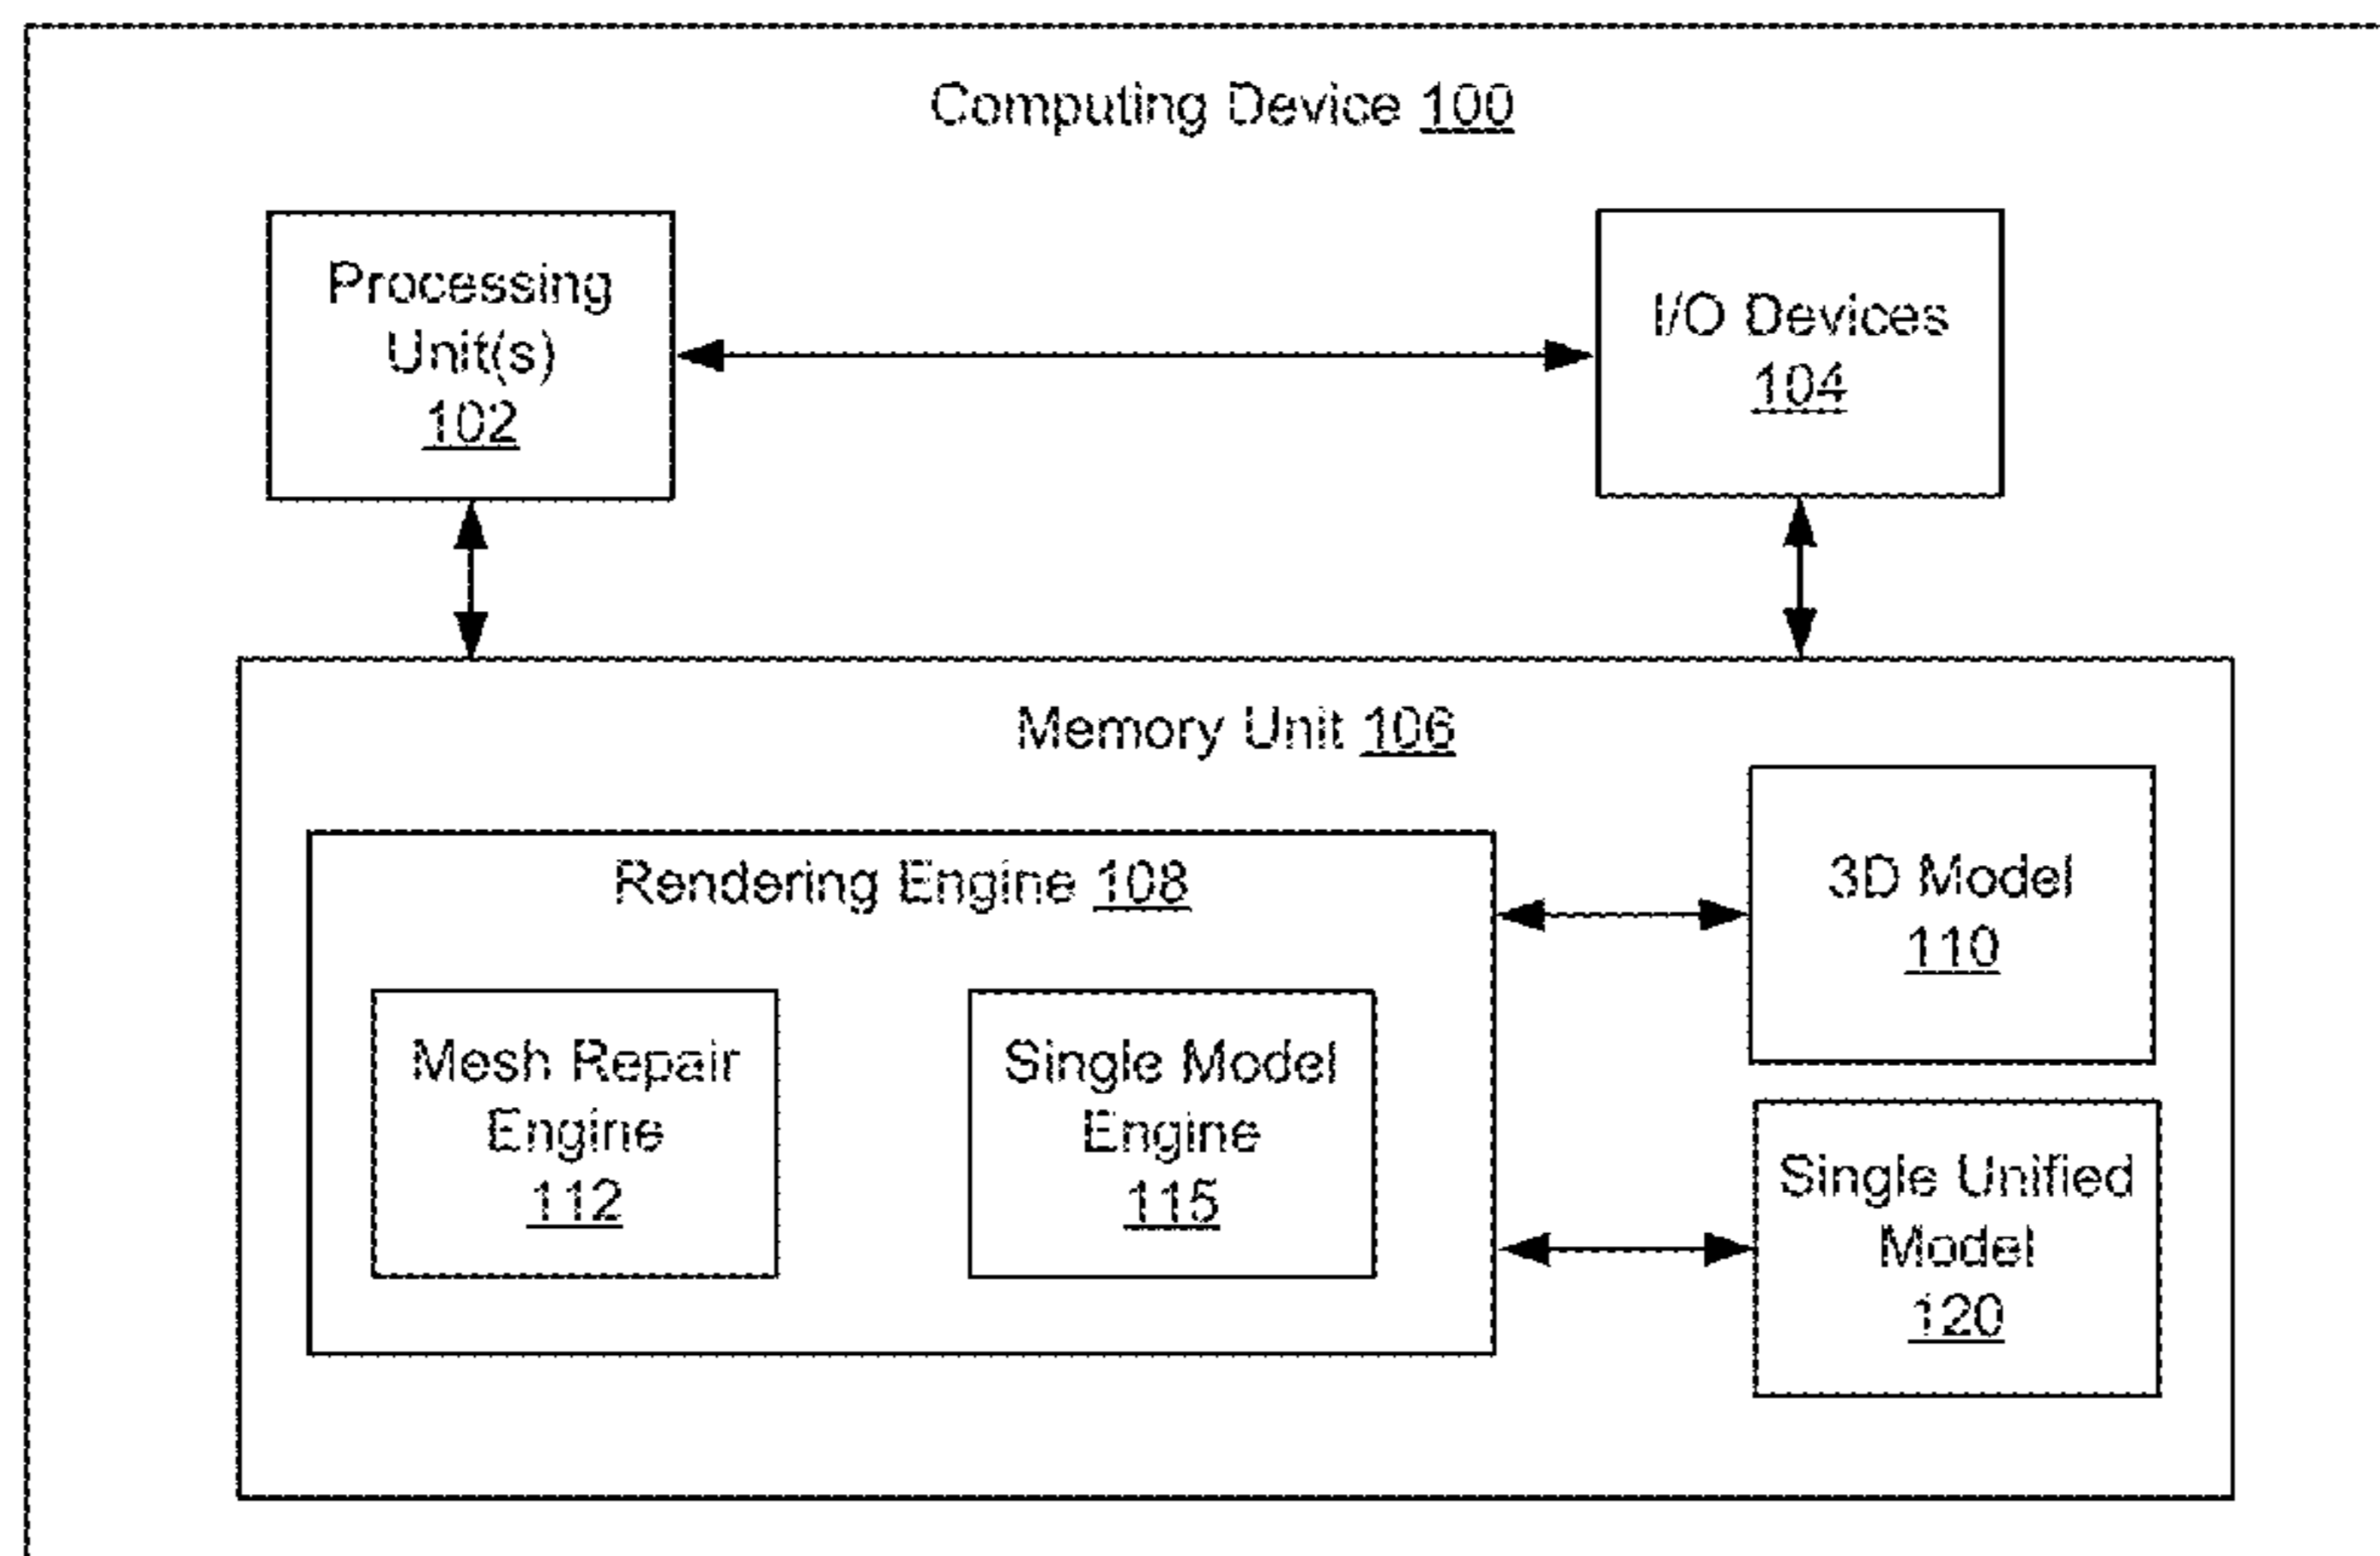 Computing Device 100
Processing
Unit(s)
102
I/O Devices
104
Memory Unit 106
Rendering Engine 108
Mesh Repair
Engine
112
Single Model
Engine
115
3D Model
110
Single Unified
Model
120